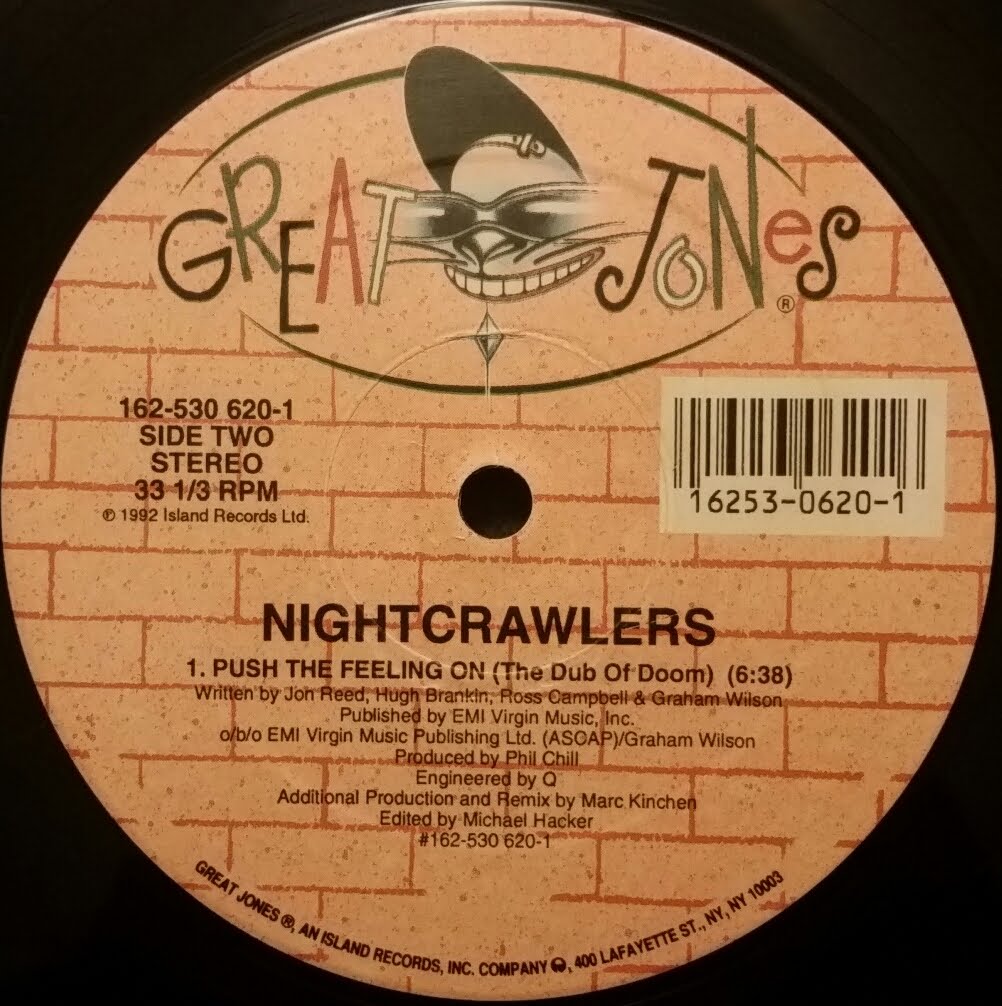 GREAT JONES ®
162-530 620-1
SIDE TWO
STEREO
33 1/3 RPM
℗ 1992 Island Records Ltd.
16253-0620-1
NIGHTCRAWLERS
1. PUSH THE FEELING ON (The Dub Of Doom) (6:38)
Written by Jon Reed, Hugh Brankin, Ross Campbell & Graham Wilson
Published by EMI Virgin Music, Inc.
o/b/o EMI Virgin Music Publishing Ltd. (ASCAP)/Graham Wilson
Produced by Phil Chill
Engineered by Q
Additional Production and Remix by Marc Kinchen
Edited by Michael Hacker
#162-530 620-1
GREAT JONES ®, AN ISLAND RECORDS, INC. COMPANY , 400 LAFAYETTE ST., NY, NY 10003